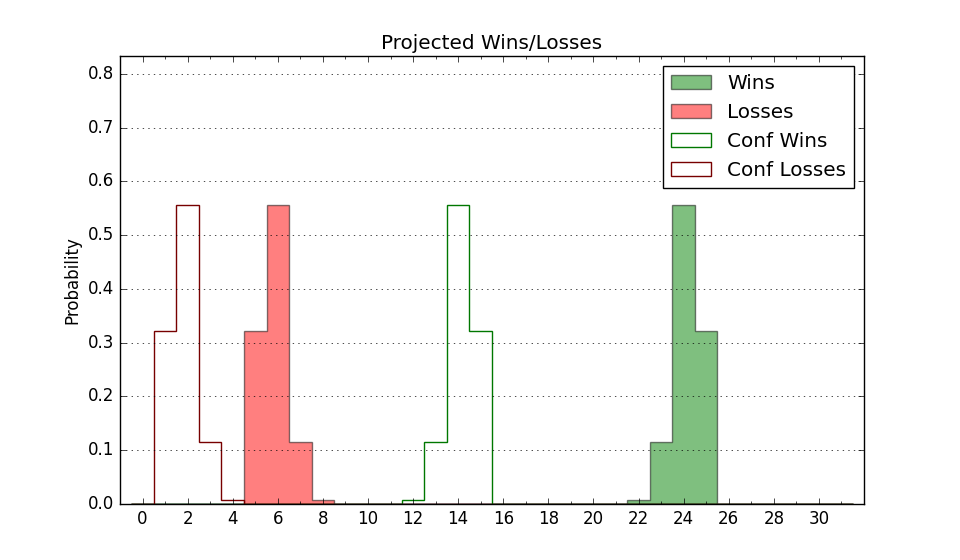 Projected Wins/Losses
0.8
0.7
0.6
0.5
0.4
0.3
0.2
0.1
0.0
Probability
Wins
Losses
Conf Wins
Conf Losses
0 2 4 6 8 10 12 14 16 18 20 22 24 26 28 30